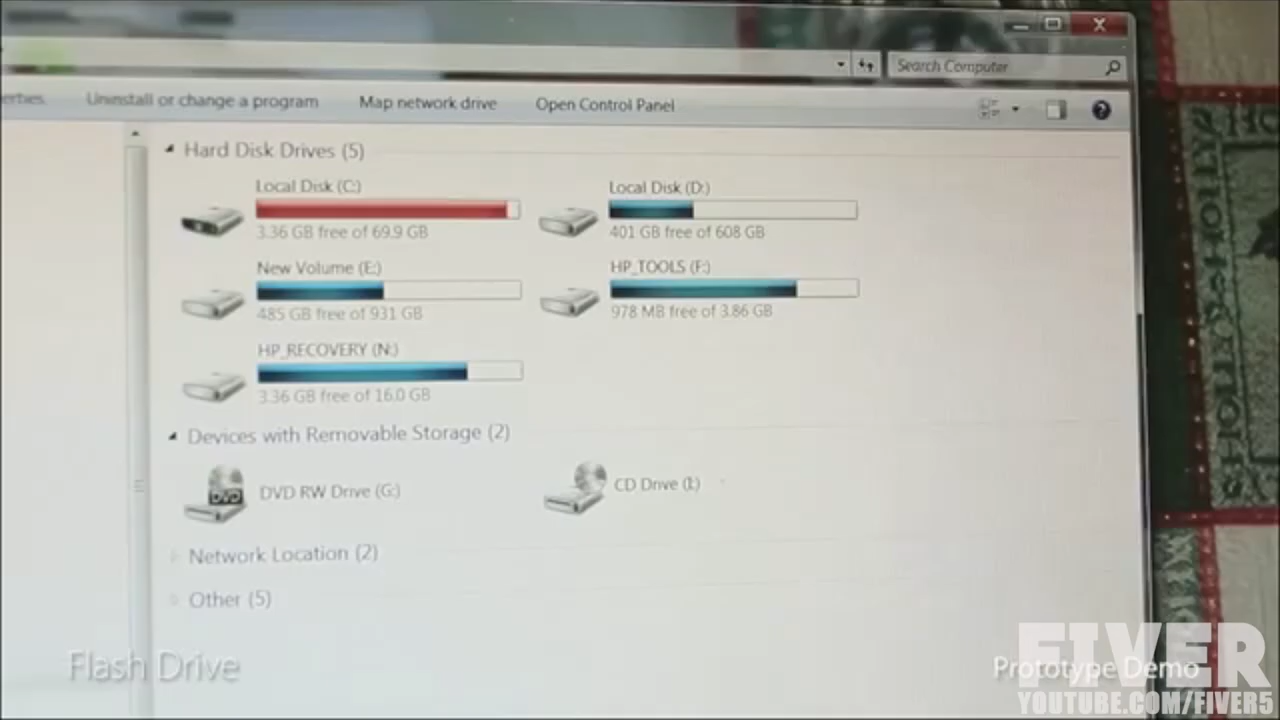 Search Computer
erties
Uninstall or change a program
Map network drive
Open Control Panel
Hard Disk Drives (5)
Local Disk (C:)
3.36 GB free of 69.9 GB
Local Disk (D:)
401 GB free of 608 GB
New Volume (E:)
485 GB free of 931 GB
HP_TOOLS (F:)
978 MB free of 3.86 GB
HP_RECOVERY (N:)
3.36 GB free of 16.0 GB
Devices with Removable Storage (2)
DVD
DVD RW Drive (G:)
CD Drive (I:)
Network Location (2)
Other (5)
HOLLY
Flash Drive
Prototype Demo
FIVER
YOUTUBE.COM/FIVER5